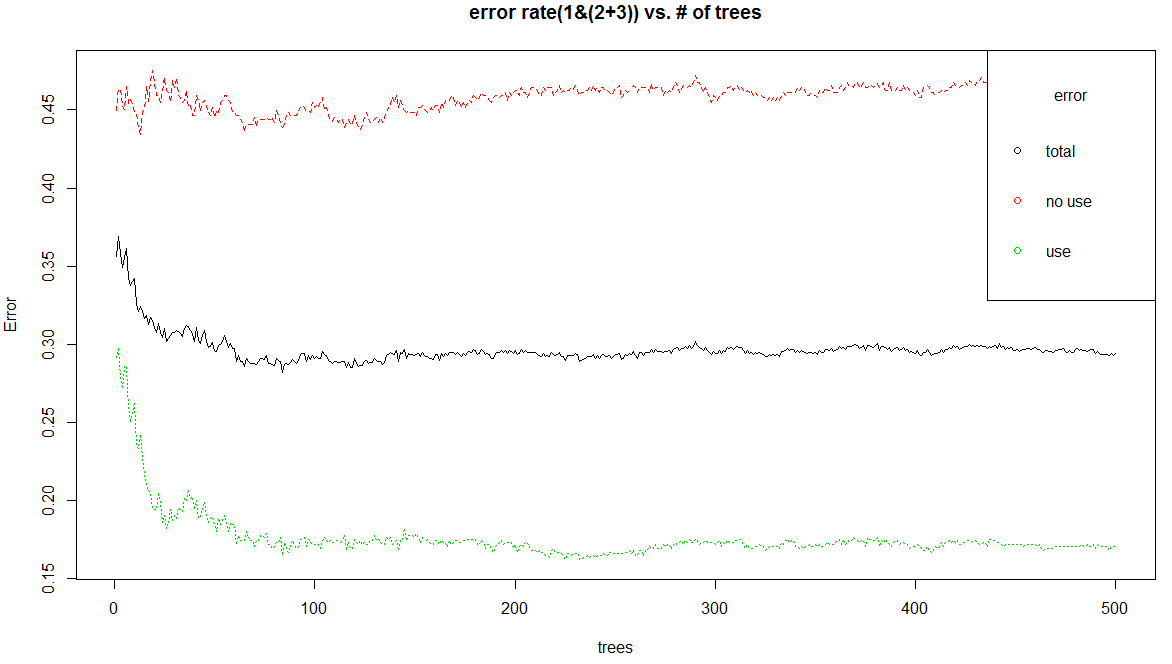 error rate(1&(2+3)) vs. # of trees
Error
0.45
0.40
0.35
0.30
0.25
0.20
0.15
error
total
no use
use
0 100 200 300 400 500
trees